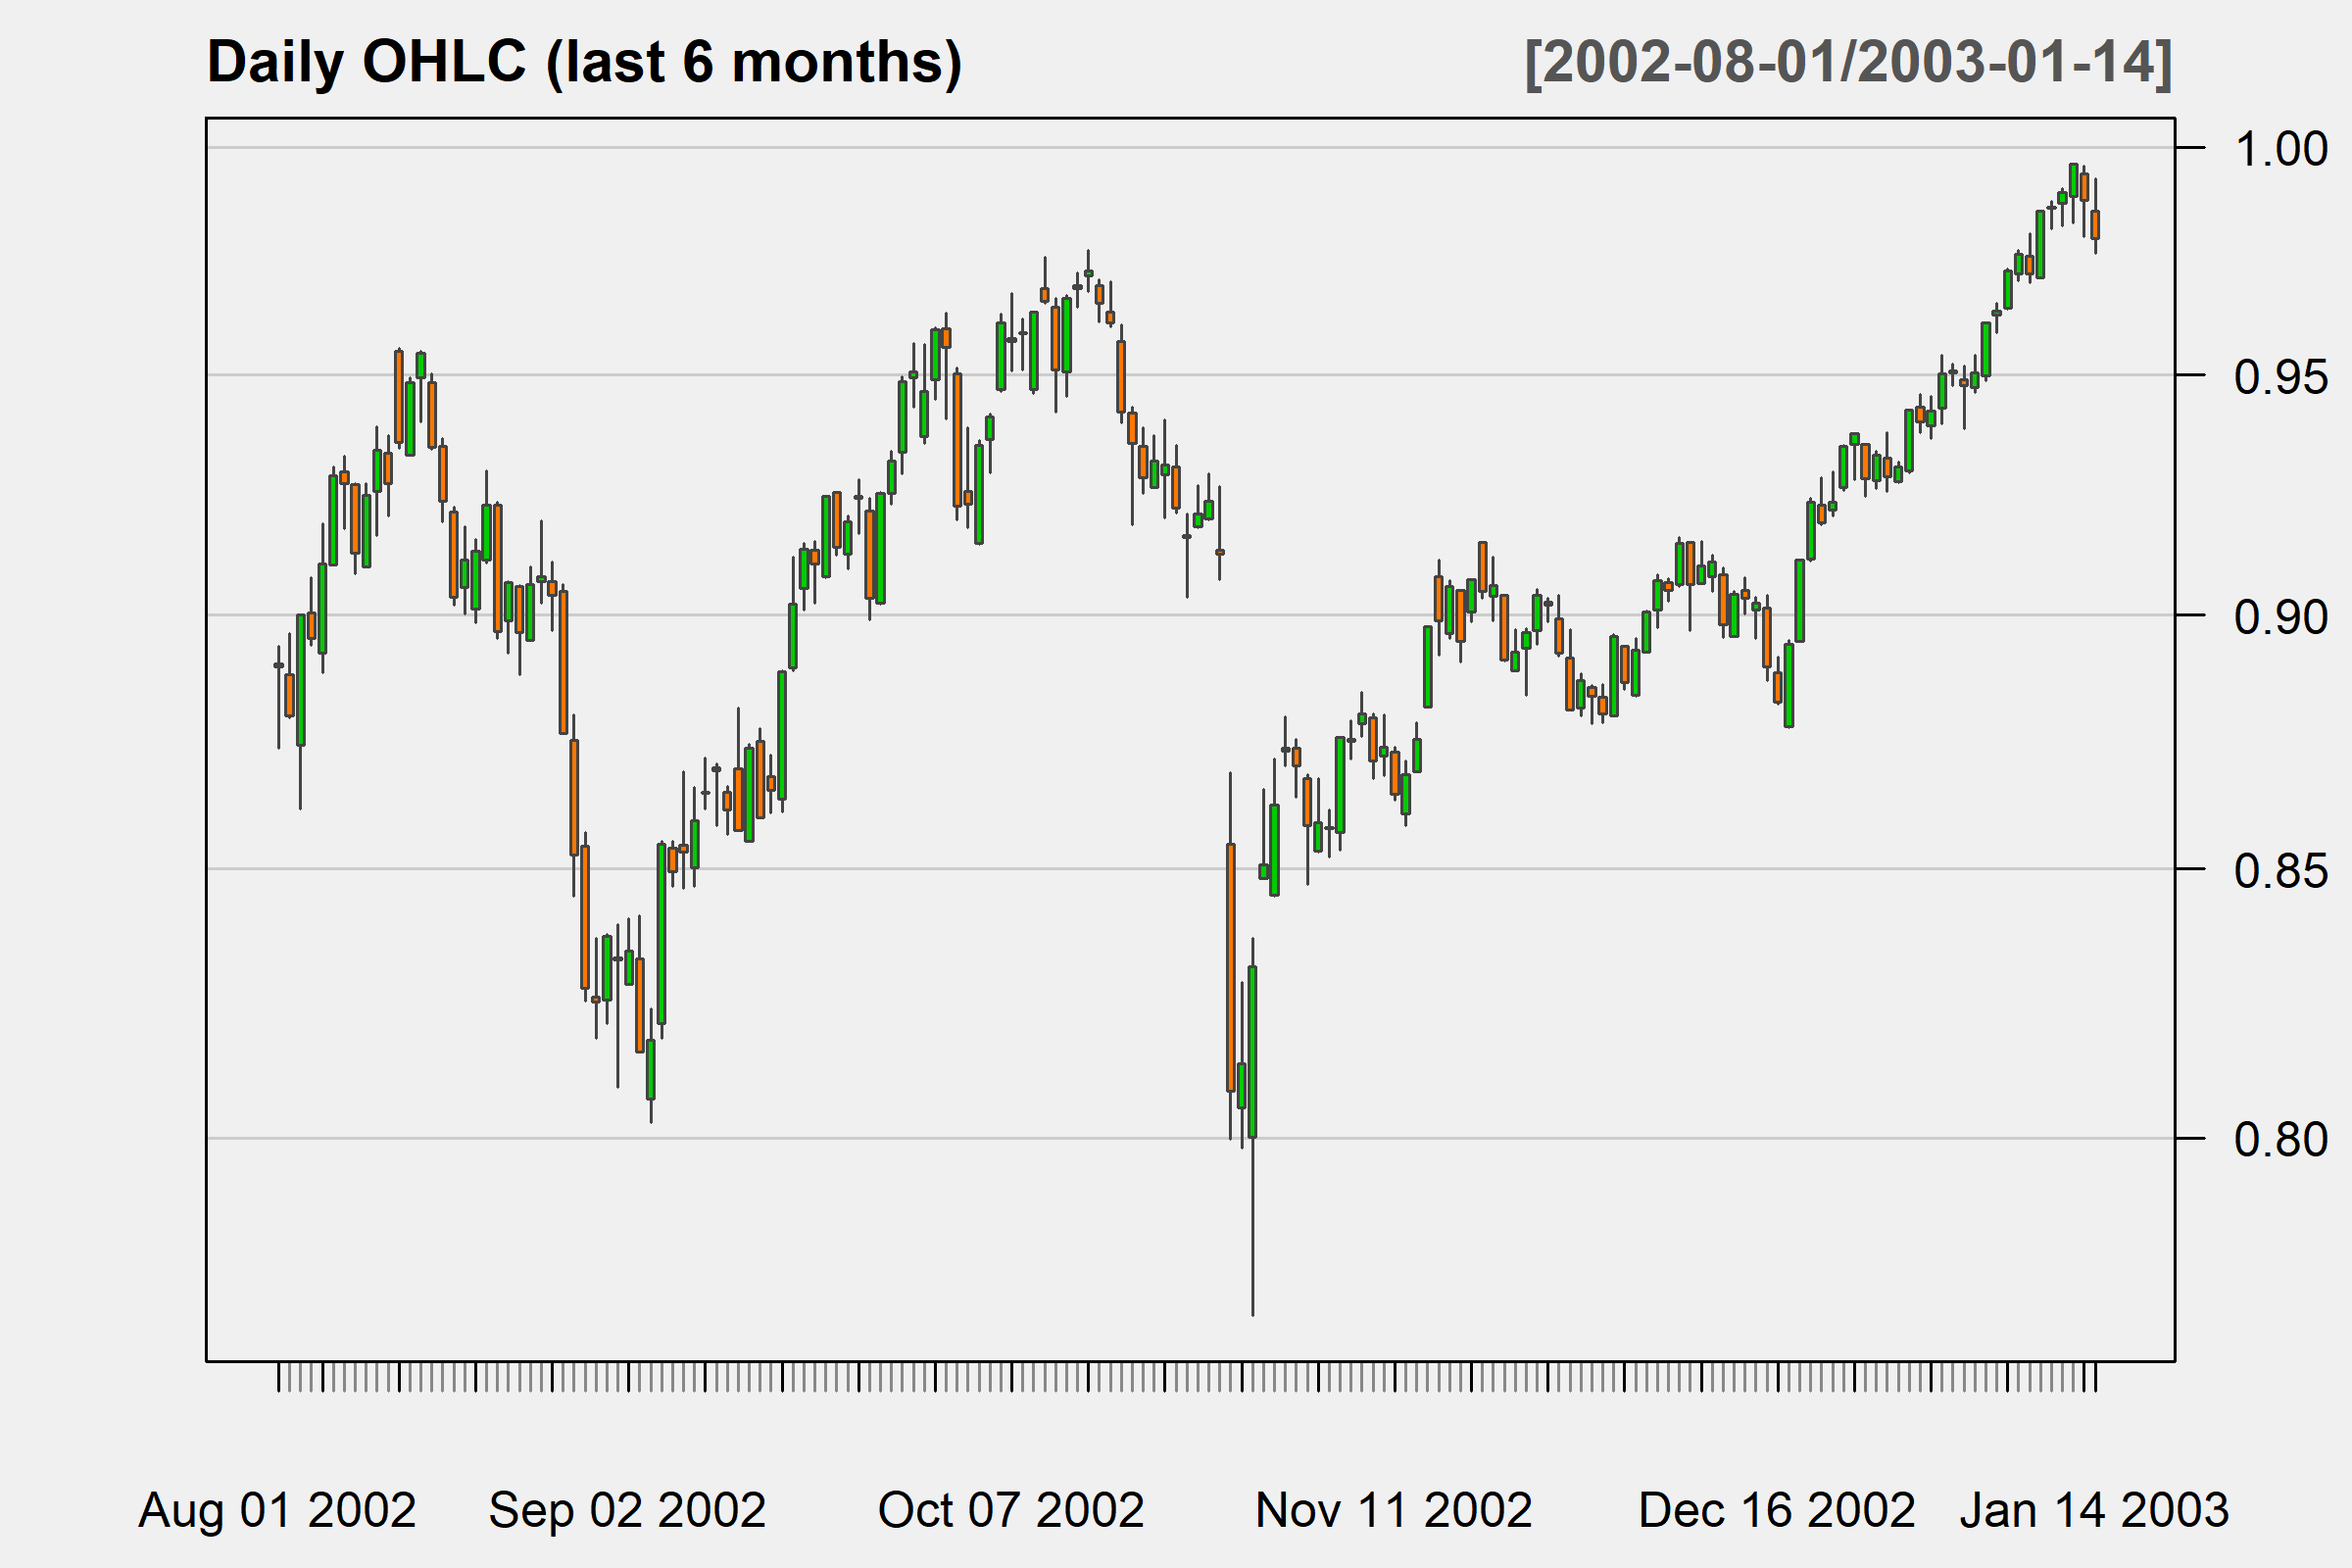 Daily OHLC (last 6 months) [2002-08-01/2003-01-14]
1.00
0.95
0.90
0.85
0.80
Aug 01 2002 Sep 02 2002 Oct 07 2002 Nov 11 2002 Dec 16 2002 Jan 14 2003